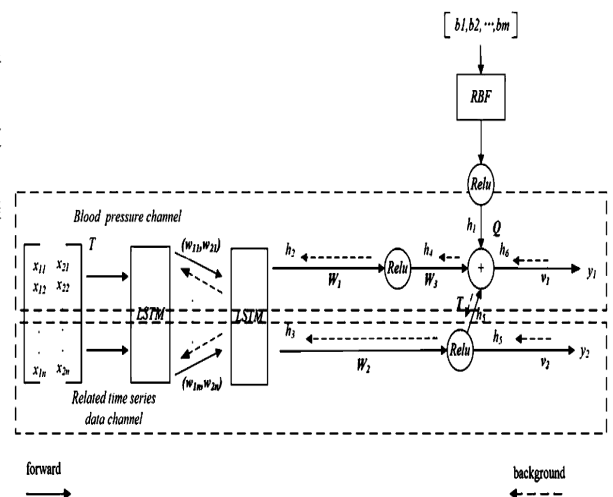 [b1,b2,···,bm]
RBF
Relu
Blood pressure channel
h1 Q
x11 x21 T
x12 x22
. .
. .
x1n x2n
(w11,w21)
LSTM
LSTM
(w1n,w2n)
h2
W1
Relu
h4
W3
+
h6
v1
y1
T
h5
h3
W2
Relu
h5
v2
y2
Related time series
data channel
forward
background